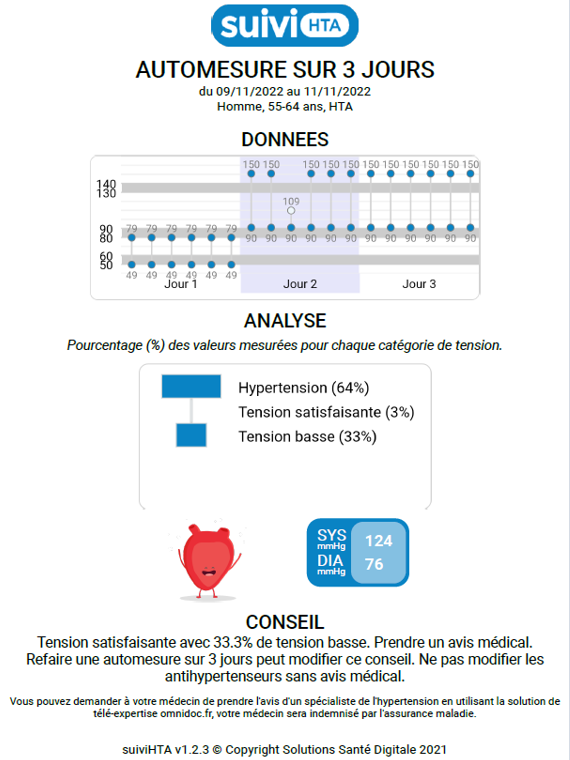 suivi HTA
AUTOMESURE SUR 3 JOURS
du 09/11/2022 au 11/11/2022
Homme, 55-64 ans, HTA
DONNEES
150 150 150 150 150 150 150 150 150 150 150
140
130
109
90 79 79 79 79 79 79
80 90 90 90 90 90 90 90 90 90 90 90 90
60
50
49 49 49 49 49 49
Jour 1 Jour 2 Jour 3
ANALYSE
Pourcentage (%) des valeurs mesurées pour chaque catégorie de tension.
Hypertension (64%)
Tension satisfaisante (3%)
Tension basse (33%)
SYS mmHg 124
DIA mmHg 76
CONSEIL
Tension satisfaisante avec 33.3% de tension basse. Prendre un avis médical.
Refaire une automesure sur 3 jours peut modifier ce conseil. Ne pas modifier les
antihypertenseurs sans avis médical.
Vous pouvez demander à votre médecin de prendre l'avis d'un spécialiste de l'hypertension en utilisant la solution de
télé-expertise omnidoc.fr, votre médecin sera indemnisé par l'assurance maladie.
suiviHTA v1.2.3 © Copyright Solutions Santé Digitale 2021